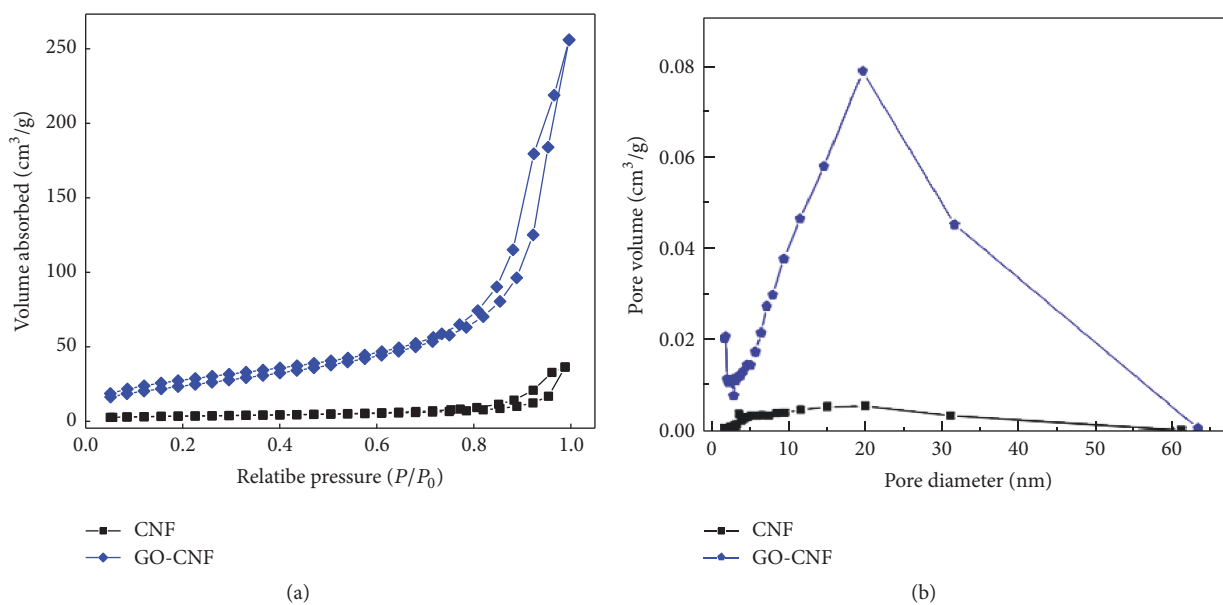 250
200
150
100
50
0
Volume absorbed (cm³/g)
0.0 0.2 0.4 0.6 0.8 1.0
Relatibe pressure (P/P₀)
CNF
GO-CNF
(a)
0.08
0.06
0.04
0.02
0.00
Pore volume (cm³/g)
0 10 20 30 40 50 60
Pore diameter (nm)
CNF
GO-CNF
(b)